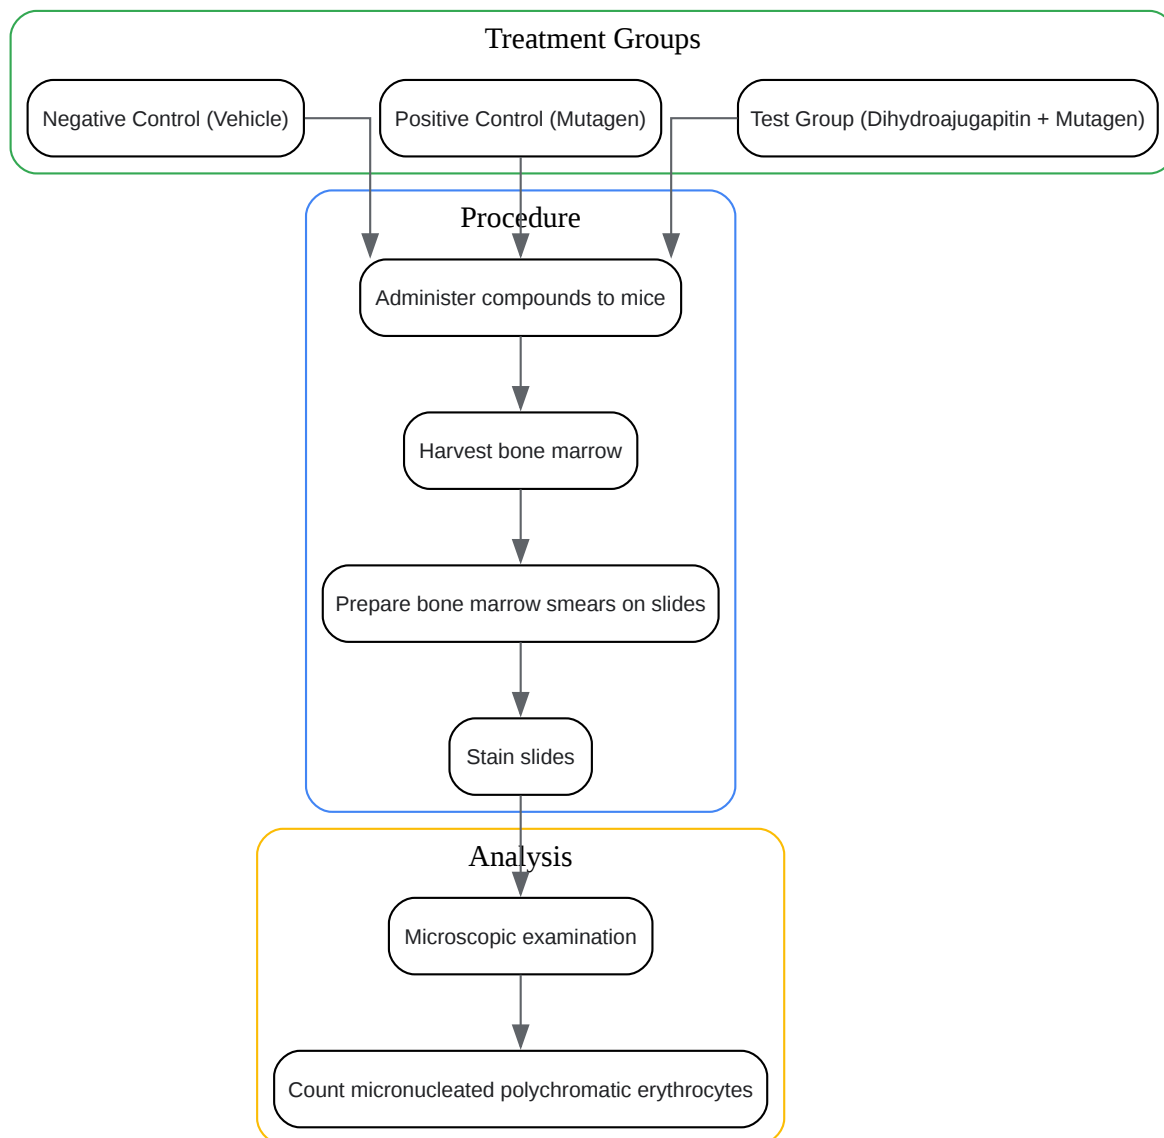 Treatment Groups
Negative Control (Vehicle)
Positive Control (Mutagen)
Test Group (Dihydroajugapitin + Mutagen)
Procedure
Administer compounds to mice
Harvest bone marrow
Prepare bone marrow smears on slides
Stain slides
Analysis
Microscopic examination
Count micronucleated polychromatic erythrocytes